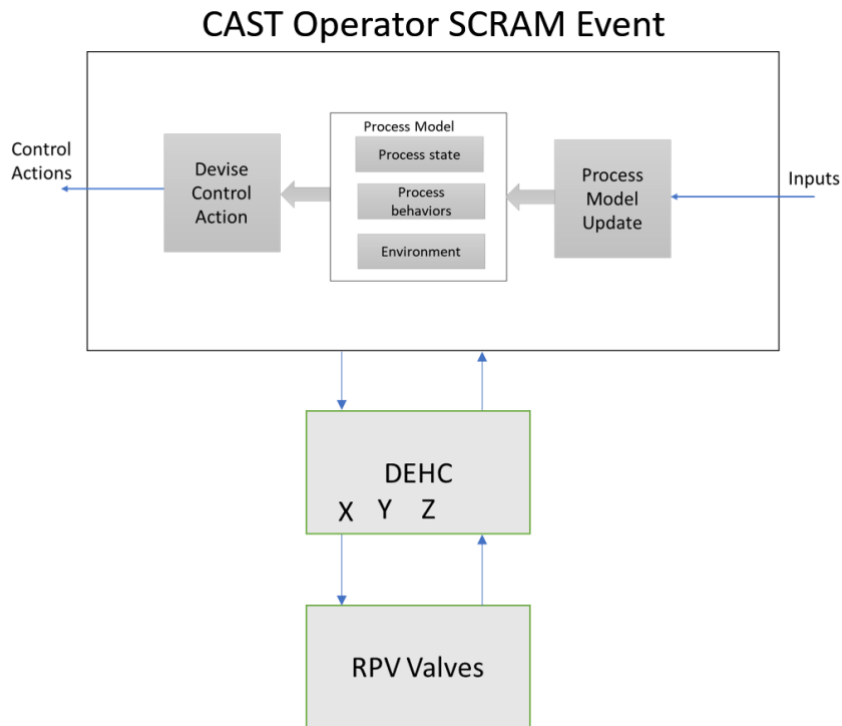 CAST Operator SCRAM Event
Control
Actions
Devise
Control
Action
Process Model
Process state
Process
behaviors
Environment
Process
Model
Update
Inputs
DEHC
X Y Z
RPV Valves